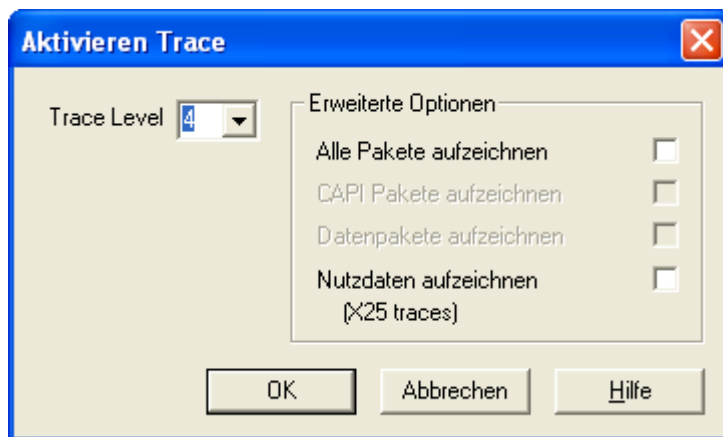 Aktivieren Trace
Trace Level 4
Erweiterte Optionen
Alle Pakete aufzeichnen
CAPI Pakete aufzeichnen
Datenpakete aufzeichnen
Nutzdaten aufzeichnen
(X25 traces)
OK Abbrechen Hilfe